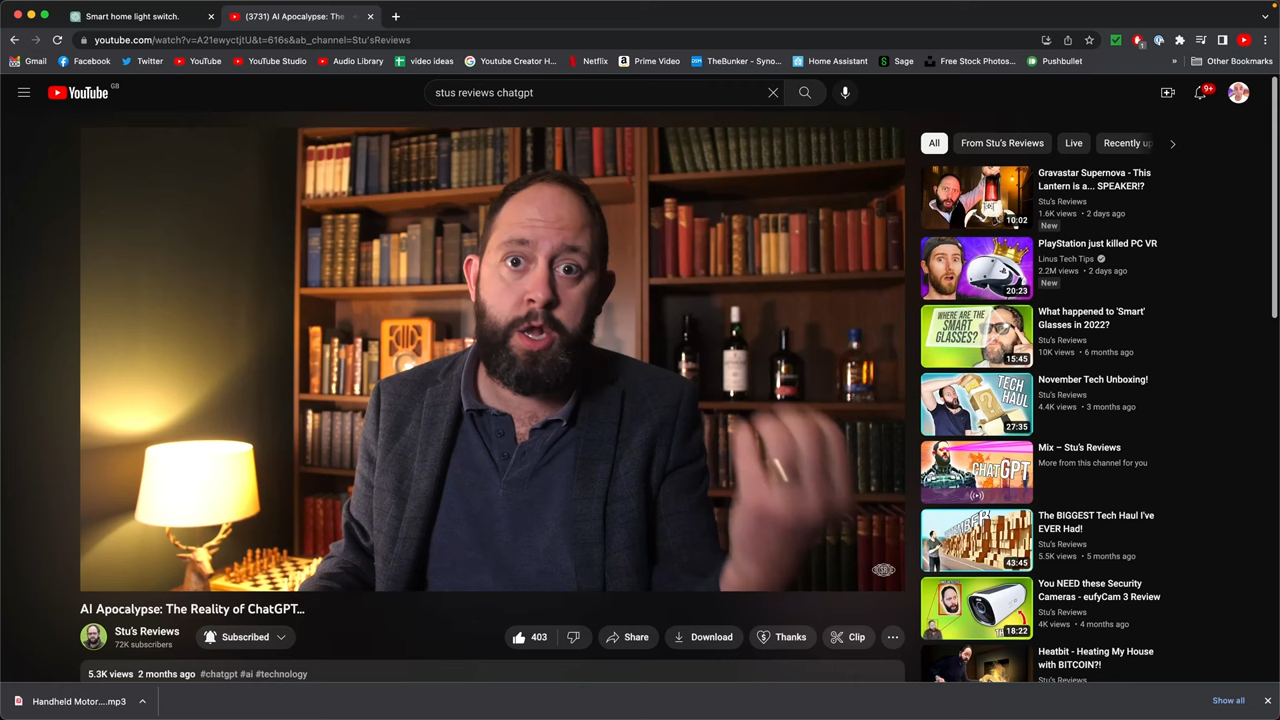 Smart home light switch.
(3731) AI Apocalypse: The
youtube.com/watch?v=A21ewyctjtU&t=616s&ab_channel=Stu'sReviews
1
Gmail Facebook Twitter YouTube YouTube Studio Audio Library video ideas YouTube Creator H... Netflix Prime Video TheBunker - Syno... Home Assistant Sage Free Stock Photos... Pushbullet » Other Bookmarks
YouTube GB
stus reviews chatgpt
9+
All From Stu's Reviews Live Recently up
Gravastar Supernova - This
Lantern is a... SPEAKER!?
Stu's Reviews
1.6K views • 2 days ago
New
10:02
PlayStation just killed PC VR
Linus Tech Tips
2.2M views • 2 days ago
New
20:23
WHERE ARE THE
SMART
GLASSES?
15:45
What happened to 'Smart'
Glasses in 2022?
Stu's Reviews
10K views • 6 months ago
TECH
HAUL
?
27:35
November Tech Unboxing!
Stu's Reviews
4.4K views • 3 months ago
CHATGPT
Mix – Stu's Reviews
More from this channel for you
43:45
The BIGGEST Tech Haul I've
EVER Had!
Stu's Reviews
5.5K views • 5 months ago
18:22
You NEED these Security
Cameras - eufyCam 3 Review
Stu's Reviews
4K views • 4 months ago
Heatbit - Heating My House
with BITCOIN?!
AI Apocalypse: The Reality of ChatGPT...
Stu's Reviews
72K subscribers
Subscribed
403 Share Download Thanks Clip
5.3K views 2 months ago #chatgpt #ai #technology
Handheld Motor....mp3
Show all